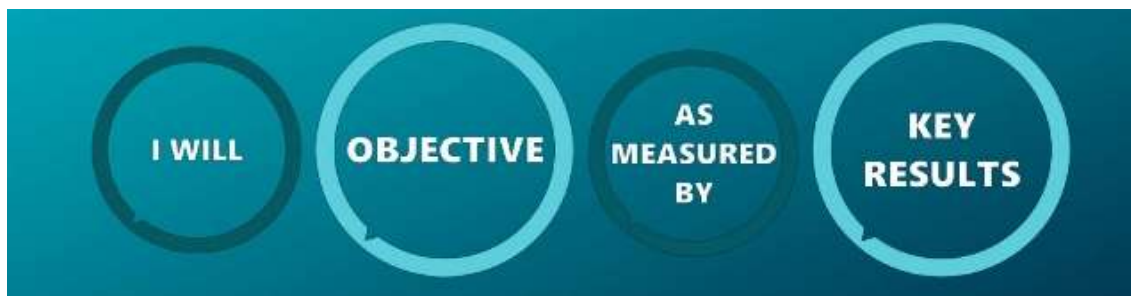 I WILL
OBJECTIVE
AS
MEASURED
BY
KEY
RESULTS